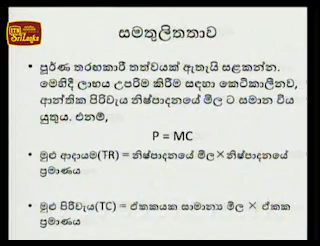 සමතුලිතතාව
• පූර්ණ තරඟකාරී තත්වයක් ඇතැයි සළකන්න.
මෙහිදී ලාභය උපරිම කිරීම සඳහා කෙටිකාලීනව,
ආන්තික පිරිවැය නිෂ්පාදනයේ මිල ට සමාන විය
යුතුය. එනම්,
P = MC
• මුළු ආදායම(TR) = නිෂ්පාදනයේ මිල × නිෂ්පාදනයේ
ප්‍රමාණය
• මුළු පිරිවැය(TC) = ඒකකයක සාමාන්‍ය මිල × ඒකක
ප්‍රමාණය